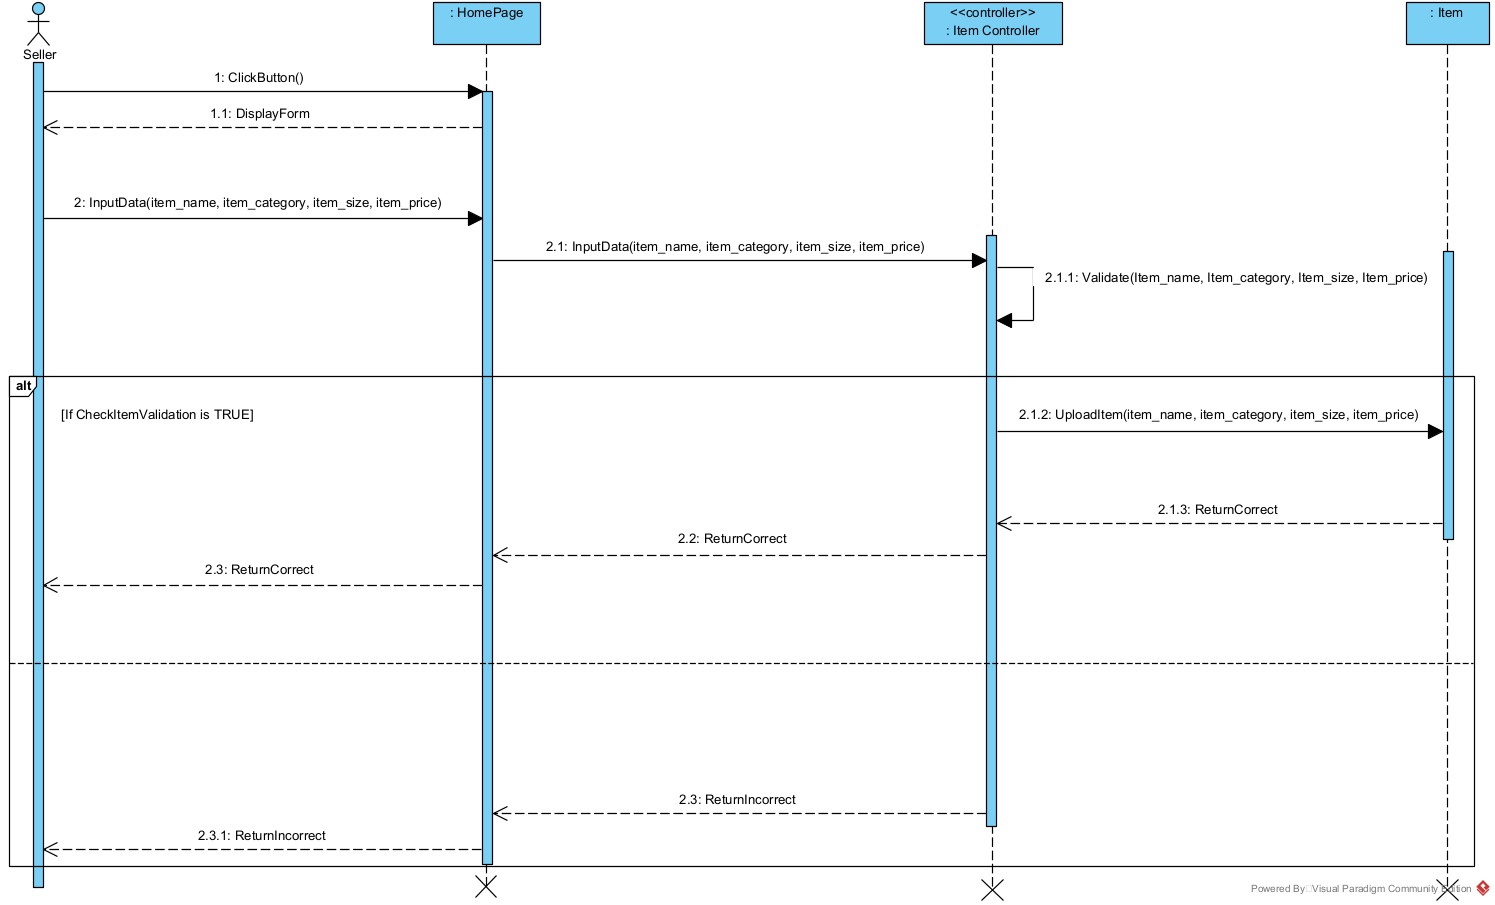 : HomePage
<<controller>>
: Item Controller
: Item
Seller
1: ClickButton()
1.1: DisplayForm
2: InputData(item_name, item_category, item_size, item_price)
2.1: InputData(item_name, item_category, item_size, item_price)
2.1.1: Validate(Item_name, Item_category, Item_size, Item_price)
alt
[If CheckItemValidation is TRUE]
2.1.2: UploadItem(item_name, item_category, item_size, item_price)
2.1.3: ReturnCorrect
2.2: ReturnCorrect
2.3: ReturnCorrect
2.3: ReturnIncorrect
2.3.1: ReturnIncorrect
Powered By Visual Paradigm Community Edition